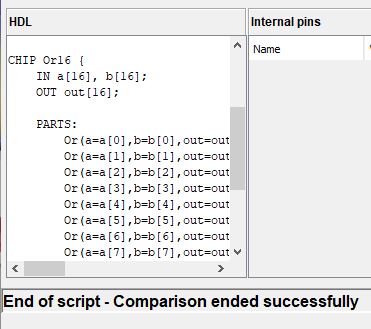 HDL
Internal pins
CHIP Or16 {
IN a[16], b[16];
OUT out[16];
Name
PARTS:
Or(a=a[0],b=b[0],out=out
Or(a=a[1],b=b[1],out=out
Or(a=a[2],b=b[2],out=out
Or(a=a[3],b=b[3],out=out
Or(a=a[4],b=b[4],out=out
Or(a=a[5],b=b[5],out=out
Or(a=a[6],b=b[6],out=out
Or(a=a[7],b=b[7],out=out
End of script - Comparison ended successfully